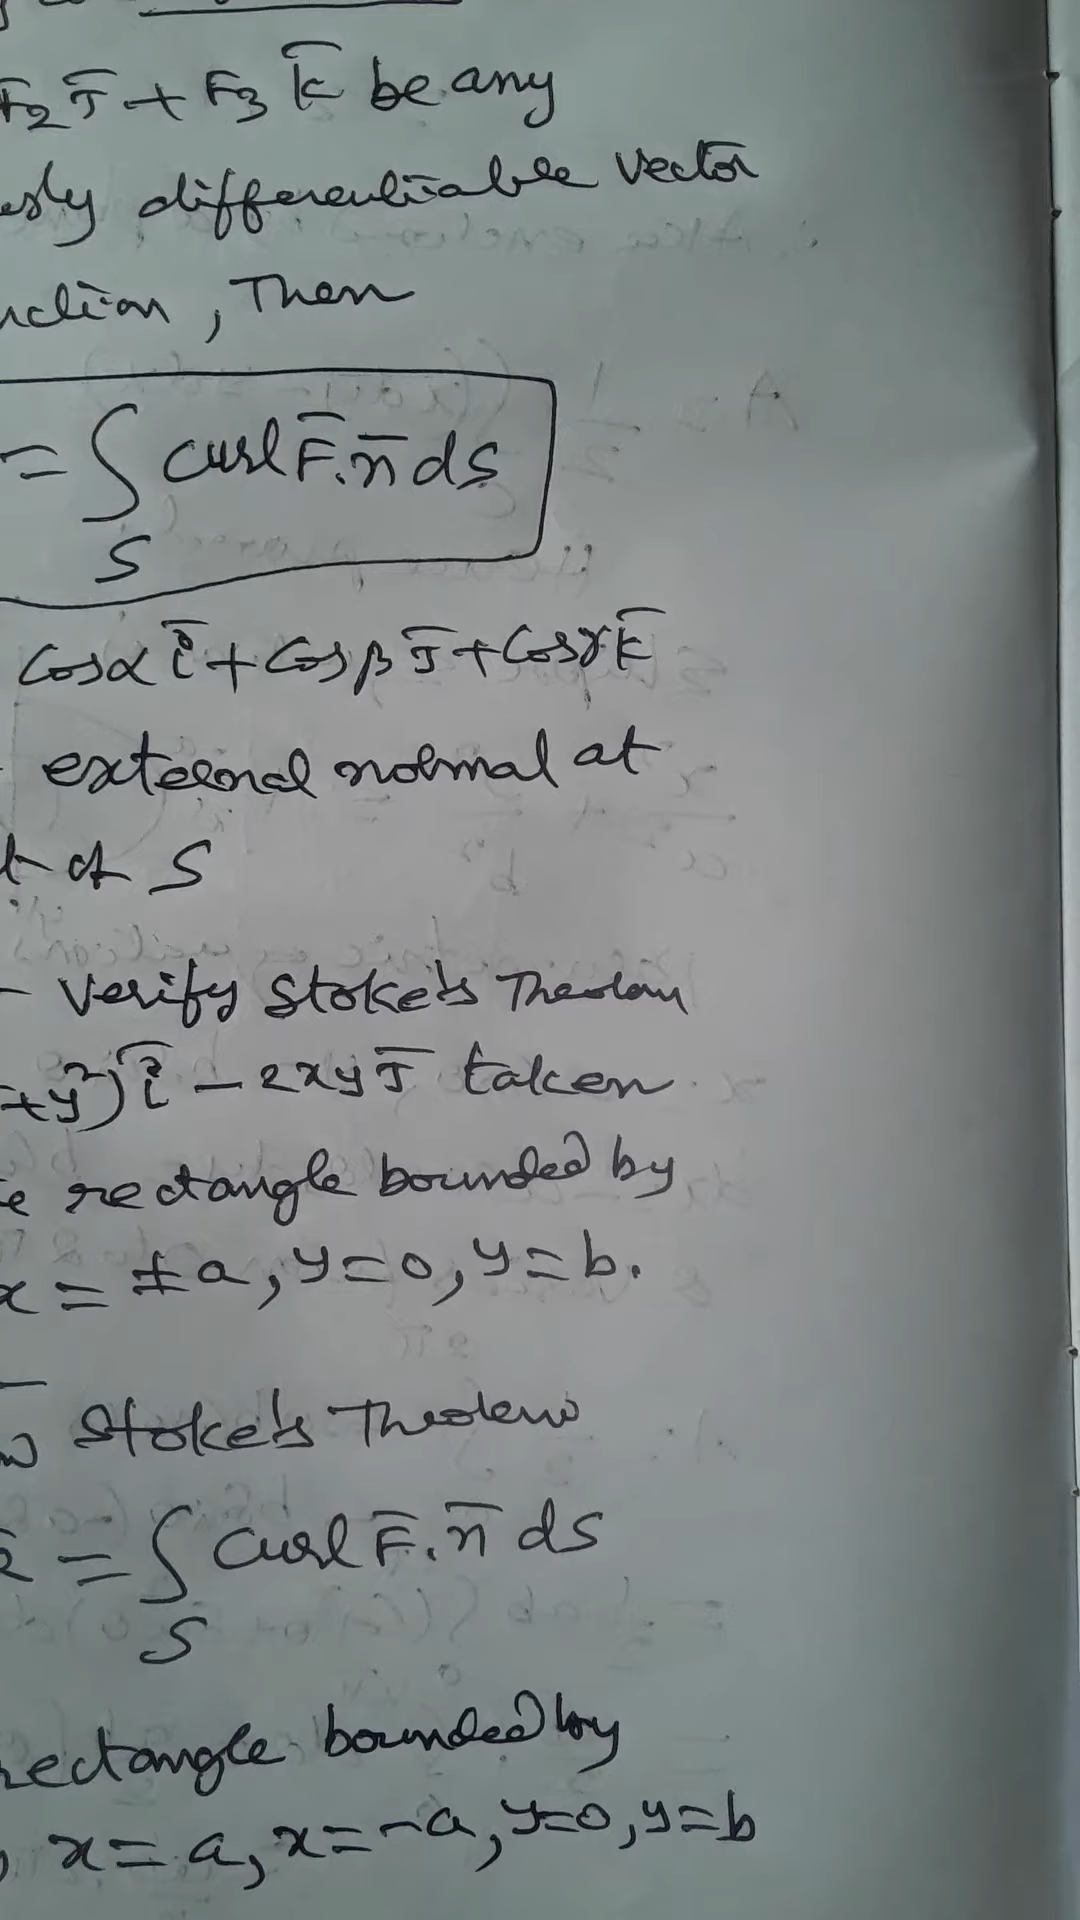 F₂ j̄ + F₃ k̄ be any
differentiable vector
, Then
= ∫ curl F̄.n̄ ds
S
Cosα ī + Cosβ j̄ + Cosγ k̄
external normal at
of S
- Verify Stoke's Theorem
+y²) ī - 2xy j̄ taken
rectangle bounded by
x = ±a, y=0, y=b.
Stoke's Theorem
= ∫ Curl F̄.n̄ ds
S
rectangle bounded by
, x=a, x=-a, y=0, y=b